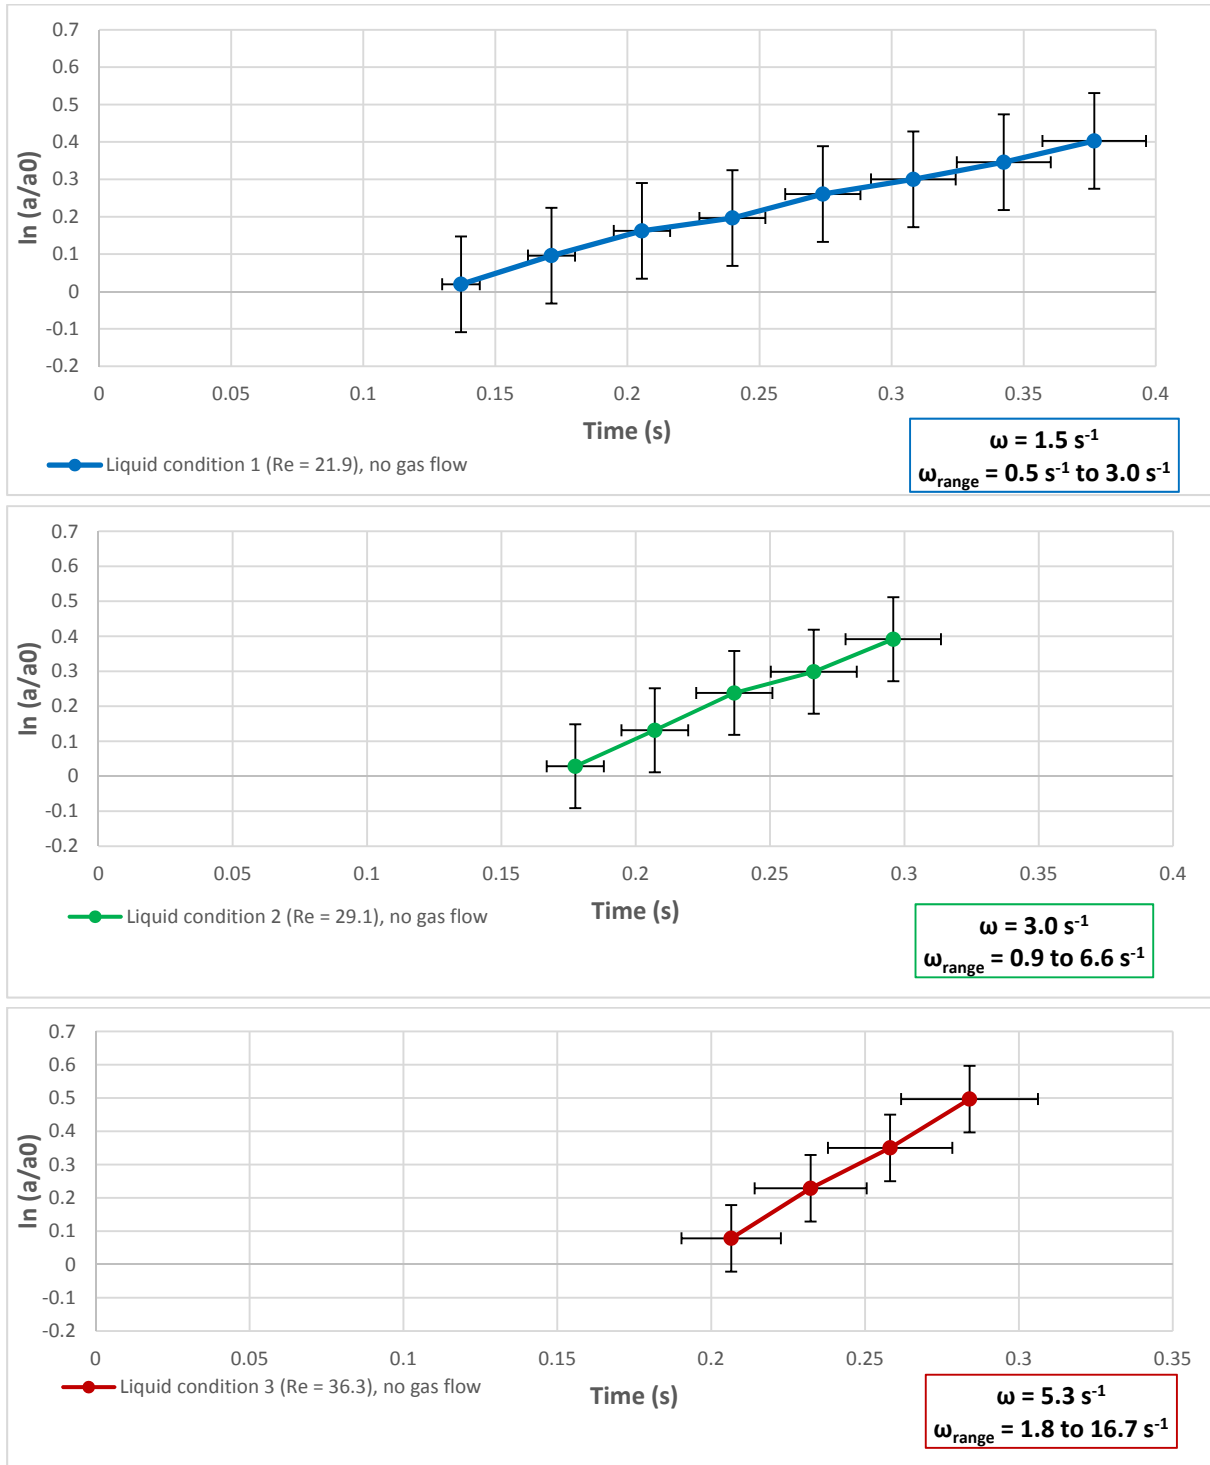 0.7
0.6
0.5
0.4
0.3
0.2
0.1
0
-0.1
-0.2
ln (a/a0)
0 0.05 0.1 0.15 0.2 0.25 0.3 0.35 0.4
Time (s)
Liquid condition 1 (Re = 21.9), no gas flow
ω = 1.5 s⁻¹
ω_range = 0.5 s⁻¹ to 3.0 s⁻¹
0.7
0.6
0.5
0.4
0.3
0.2
0.1
0
-0.1
-0.2
ln (a/a0)
0 0.05 0.1 0.15 0.2 0.25 0.3 0.35 0.4
Time (s)
Liquid condition 2 (Re = 29.1), no gas flow
ω = 3.0 s⁻¹
ω_range = 0.9 to 6.6 s⁻¹
0.7
0.6
0.5
0.4
0.3
0.2
0.1
0
-0.1
-0.2
ln (a/a0)
0 0.05 0.1 0.15 0.2 0.25 0.3 0.35
Time (s)
Liquid condition 3 (Re = 36.3), no gas flow
ω = 5.3 s⁻¹
ω_range = 1.8 to 16.7 s⁻¹